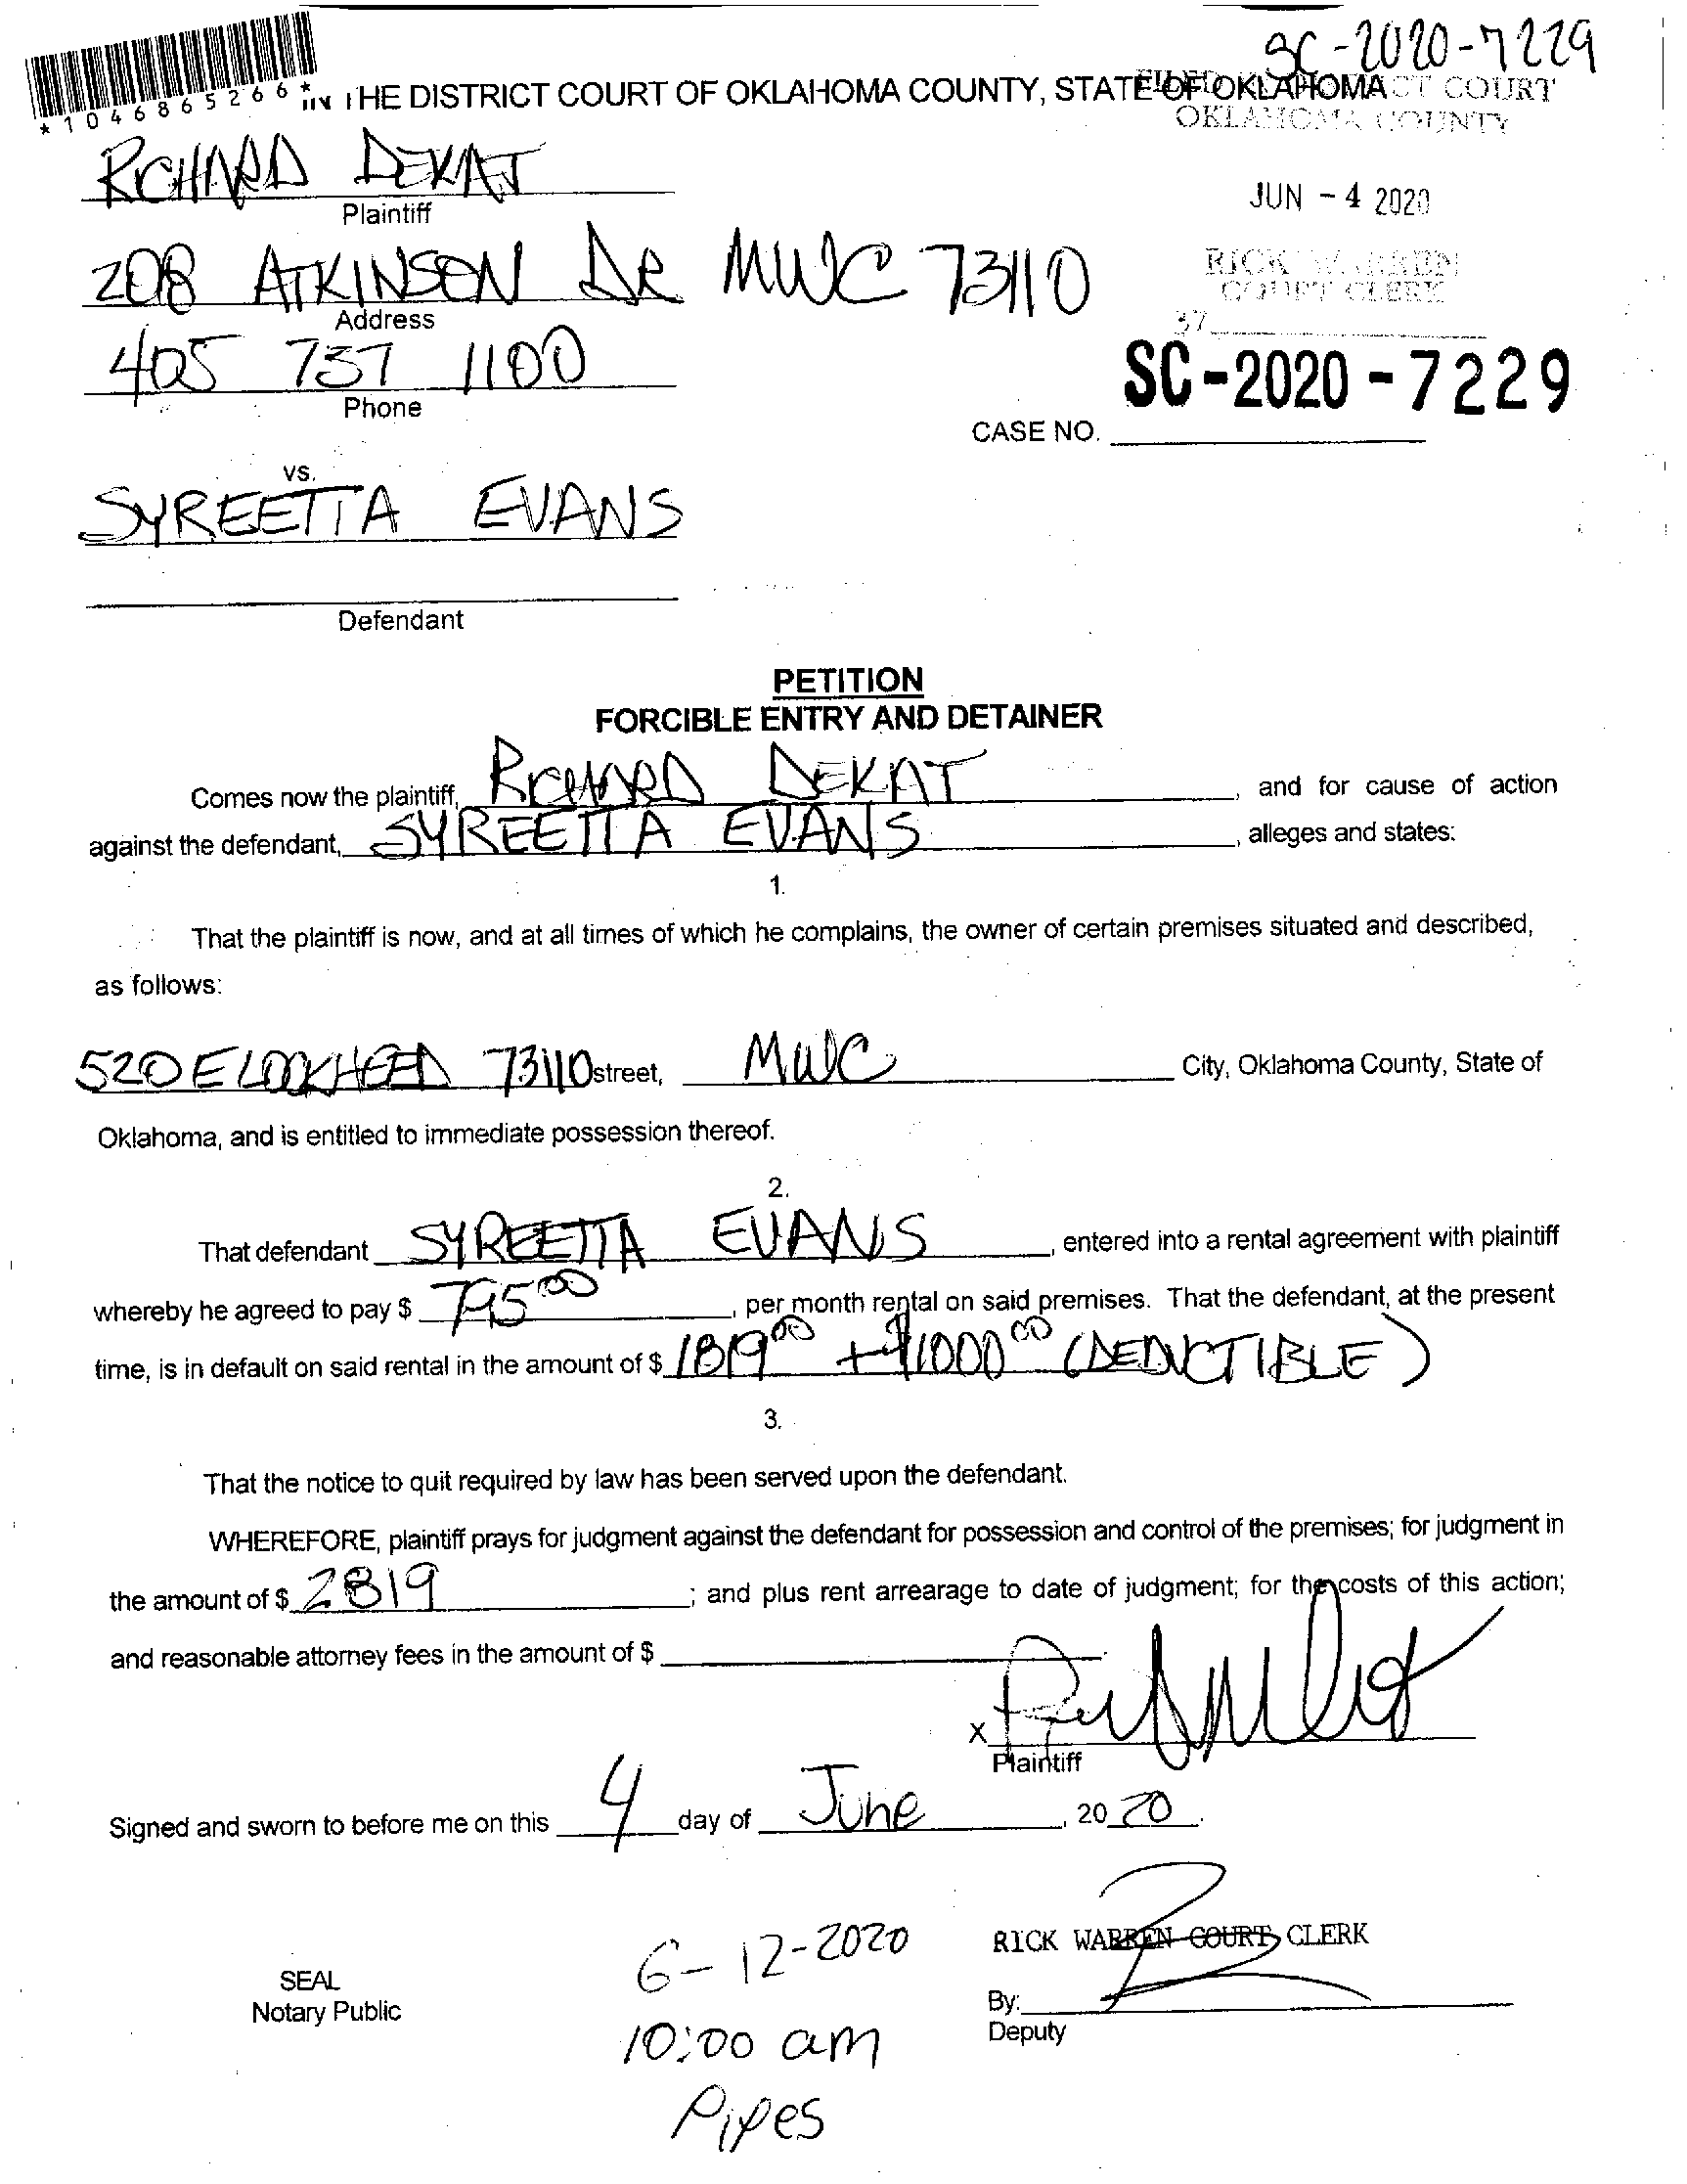 SC-2020-7229
*1046865266*
IN THE DISTRICT COURT OF OKLAHOMA COUNTY, STATE OF OKLAHOMA
FILED COURT
OKLAHOMA COUNTY
RICHARD DEKAT
Plaintiff
JUN - 4 2020
208 ATKINSON DR MWC 73110
Address
RICK WARREN
COURT CLERK
37
405 737 1100
Phone
SC-2020-7229
CASE NO.
vs.
SYREETTA EVANS
Defendant
PETITION
FORCIBLE ENTRY AND DETAINER
Comes now the plaintiff, RICHARD DEKAT, and for cause of action
against the defendant, SYREETTA EVANS, alleges and states:
1.
That the plaintiff is now, and at all times of which he complains, the owner of certain premises situated and described,
as follows:
520 E LOCKHEED 73110 street, MWC City, Oklahoma County, State of
Oklahoma, and is entitled to immediate possession thereof.
2.
That defendant SYREETTA EVANS, entered into a rental agreement with plaintiff
whereby he agreed to pay $ 795 00, per month rental on said premises. That the defendant, at the present
time, is in default on said rental in the amount of $ 1819 00 + $1000 00 (DEDUCTIBLE)
3.
That the notice to quit required by law has been served upon the defendant.
WHEREFORE, plaintiff prays for judgment against the defendant for possession and control of the premises; for judgment in
the amount of $ 2819; and plus rent arrearage to date of judgment; for the costs of this action;
and reasonable attorney fees in the amount of $
X
Plaintiff
Signed and sworn to before me on this 4 day of June, 20 20.
RICK WARREN COURT CLERK
6-12-2020
SEAL
Notary Public
By:
Deputy
10:00 am
Pipes